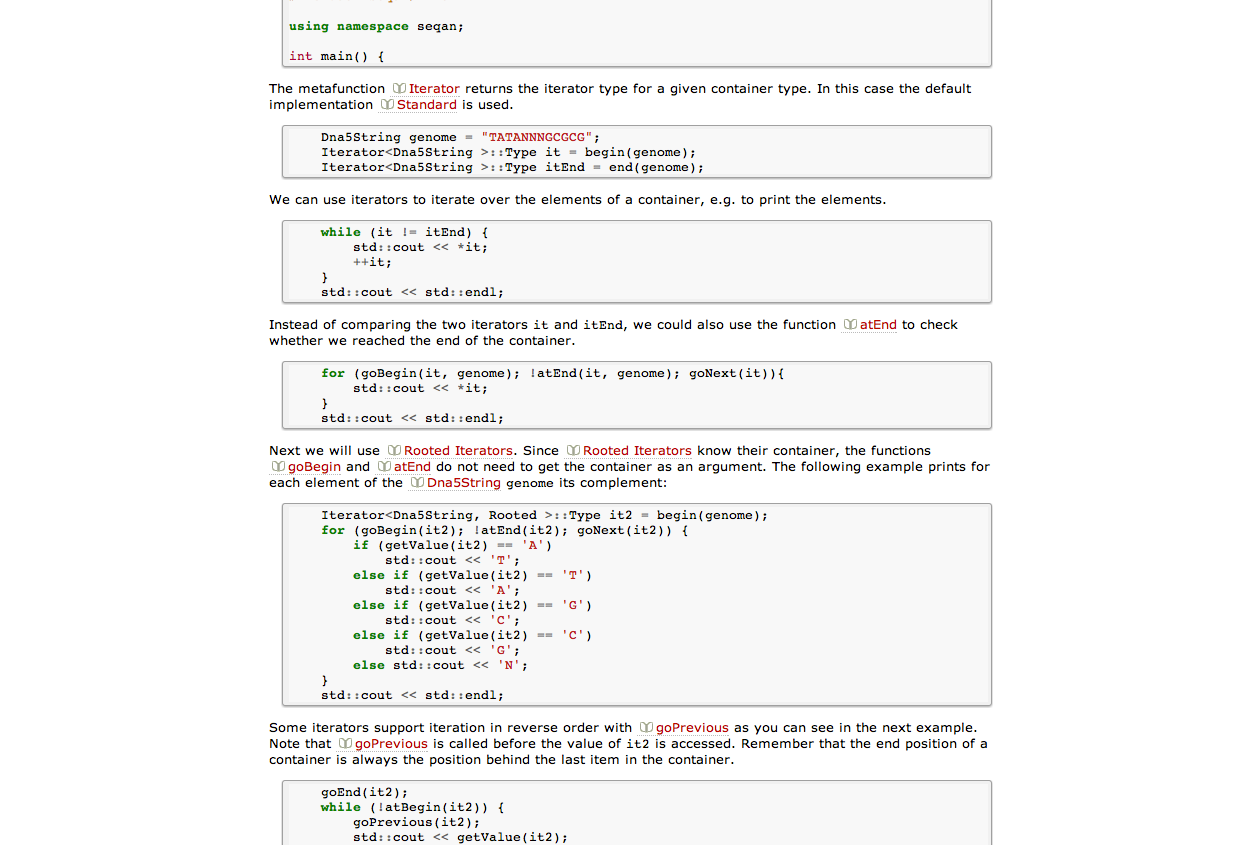 using namespace seqan;
int main() {
The metafunction Iterator returns the iterator type for a given container type. In this case the default
implementation Standard is used.
Dna5String genome = "TATANNNGCGCG";
Iterator<Dna5String >::Type it = begin(genome);
Iterator<Dna5String >::Type itEnd = end(genome);
We can use iterators to iterate over the elements of a container, e.g. to print the elements.
while (it != itEnd) {
std::cout << *it;
++it;
}
std::cout << std::endl;
Instead of comparing the two iterators it and itEnd, we could also use the function atEnd to check
whether we reached the end of the container.
for (goBegin(it, genome); !atEnd(it, genome); goNext(it)){
std::cout << *it;
}
std::cout << std::endl;
Next we will use Rooted Iterators. Since Rooted Iterators know their container, the functions
goBegin and atEnd do not need to get the container as an argument. The following example prints for
each element of the Dna5String genome its complement:
Iterator<Dna5String, Rooted >::Type it2 = begin(genome);
for (goBegin(it2); !atEnd(it2); goNext(it2)) {
if (getValue(it2) == 'A')
std::cout << 'T';
else if (getValue(it2) == 'T')
std::cout << 'A';
else if (getValue(it2) == 'G')
std::cout << 'C';
else if (getValue(it2) == 'C')
std::cout << 'G';
else std::cout << 'N';
}
std::cout << std::endl;
Some iterators support iteration in reverse order with goPrevious as you can see in the next example.
Note that goPrevious is called before the value of it2 is accessed. Remember that the end position of a
container is always the position behind the last item in the container.
goEnd(it2);
while (!atBegin(it2)) {
goPrevious(it2);
std::cout << getValue(it2);